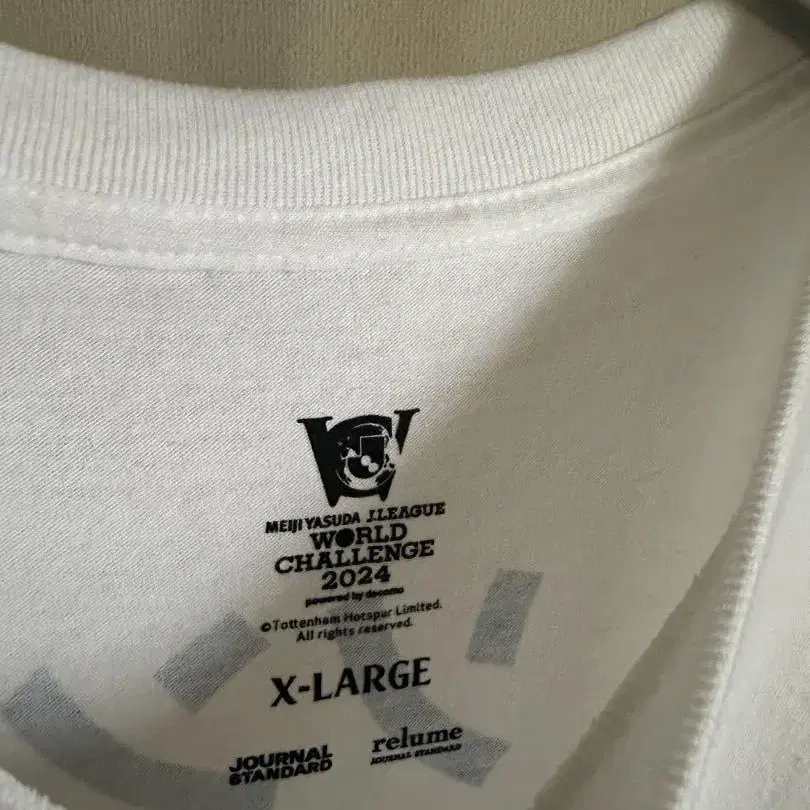 MEIJI YASUDA J.LEAGUE
WORLD
CHALLENGE
2024
powered by docomo
©Tottenham Hotspur Limited.
All rights reserved.
X-LARGE
JOURNAL
STANDARD
relume
JOURNAL STANDARD